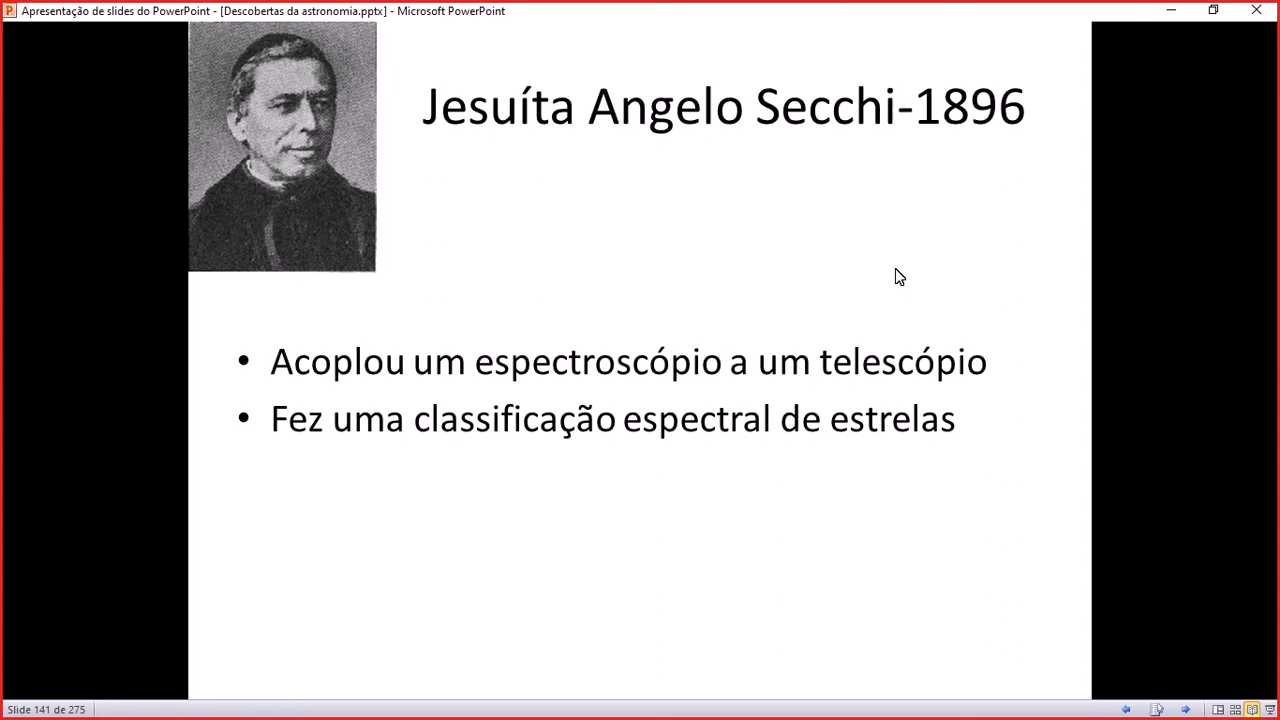 Apresentação de slides do PowerPoint - [Descobertas da astronomia.pptx] - Microsoft PowerPoint
Jesuíta Angelo Secchi-1896
• Acoplou um espectroscópio a um telescópio
• Fez uma classificação espectral de estrelas
Slide 141 de 275